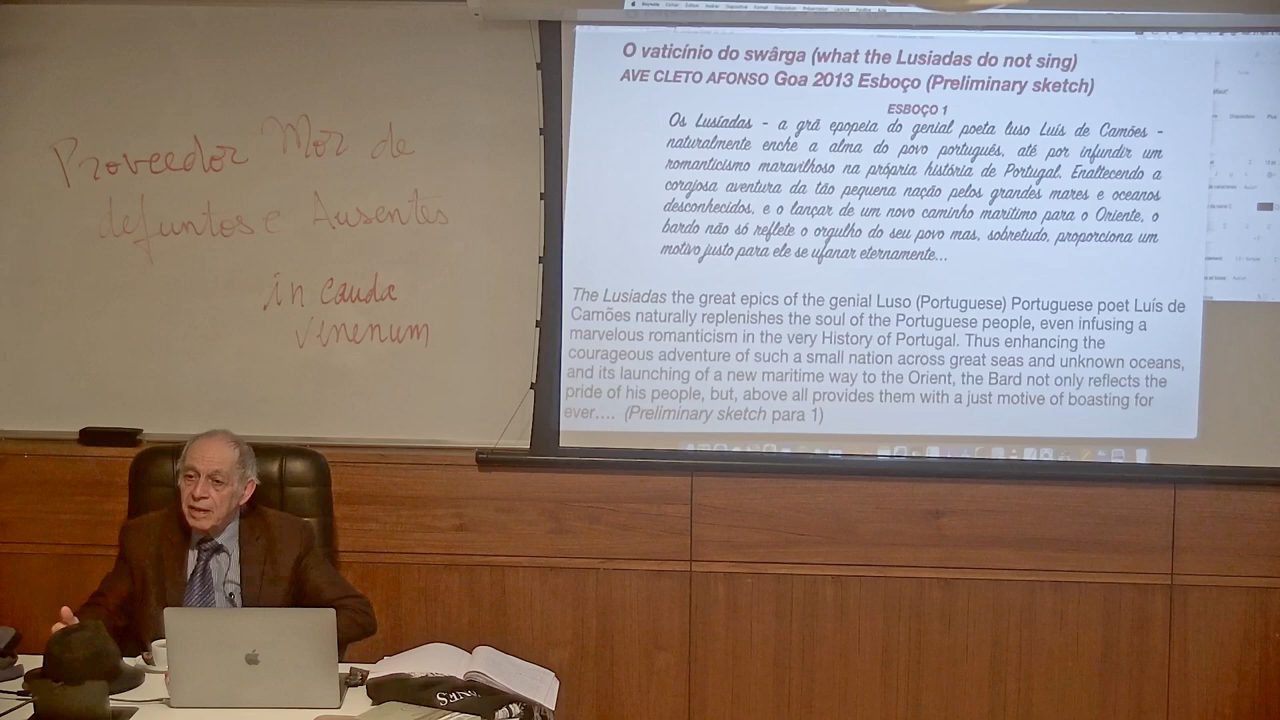 Proveedor Mor de
defuntos e Ausentes
in cauda
venenum
O vaticínio do swârga (what the Lusiadas do not sing)
AVE CLETO AFONSO Goa 2013 Esboço (Preliminary sketch)
ESBOÇO 1
Os Lusíadas - a grã epopeia do genial poeta luso Luís de Camões -
naturalmente enche a alma do povo português, até por infundir um
romanticismo maravilhoso na própria história de Portugal. Enaltecendo a
corajosa aventura da tão pequena nação pelos grandes mares e oceanos
desconhecidos, e o lançar de um novo caminho marítimo para o Oriente, o
bardo não só reflete o orgulho do seu povo mas, sobretudo, proporciona um
motivo justo para ele se ufanar eternamente...
The Lusiadas the great epics of the genial Luso (Portuguese) Portuguese poet Luís de
Camões naturally replenishes the soul of the Portuguese people, even infusing a
marvelous romanticism in the very History of Portugal. Thus enhancing the
courageous adventure of such a small nation across great seas and unknown oceans,
and its launching of a new maritime way to the Orient, the Bard not only reflects the
pride of his people, but, above all provides them with a just motive of boasting for
ever.... (Preliminary sketch para 1)